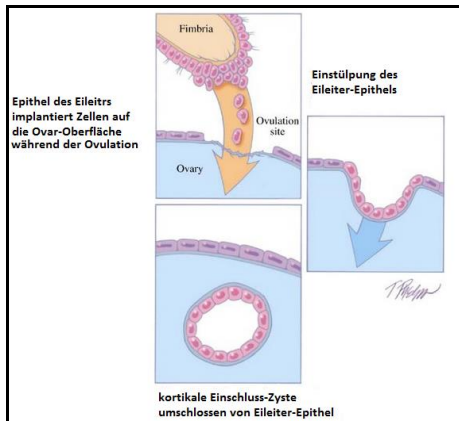 Fimbria
Epithel des Eileitrs
implantiert Zellen auf
die Ovar-Oberfläche
während der Ovulation
Ovulation
site
Ovary
Einstülpung des
Eileiter-Epithels
kortikale Einschluss-Zyste
umschlossen von Eileiter-Epithel